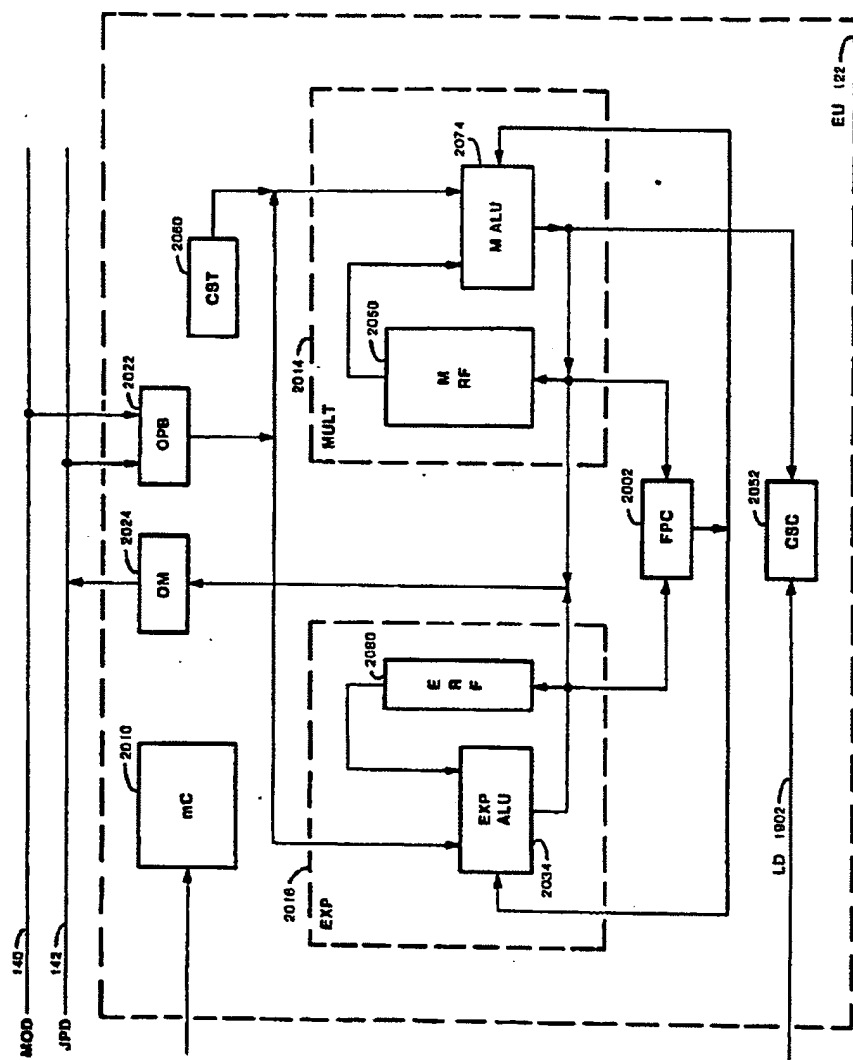 MOD
140
JPD
142
2010
mC
2024
OM
2022
OPB
2060
CST
2016
EXP
EXP
ALU
2034
2080
E
R
F
2014
MULT
2050
M
RF
2074
M ALU
2002
FPC
2052
CSC
LD 1902
EU 122